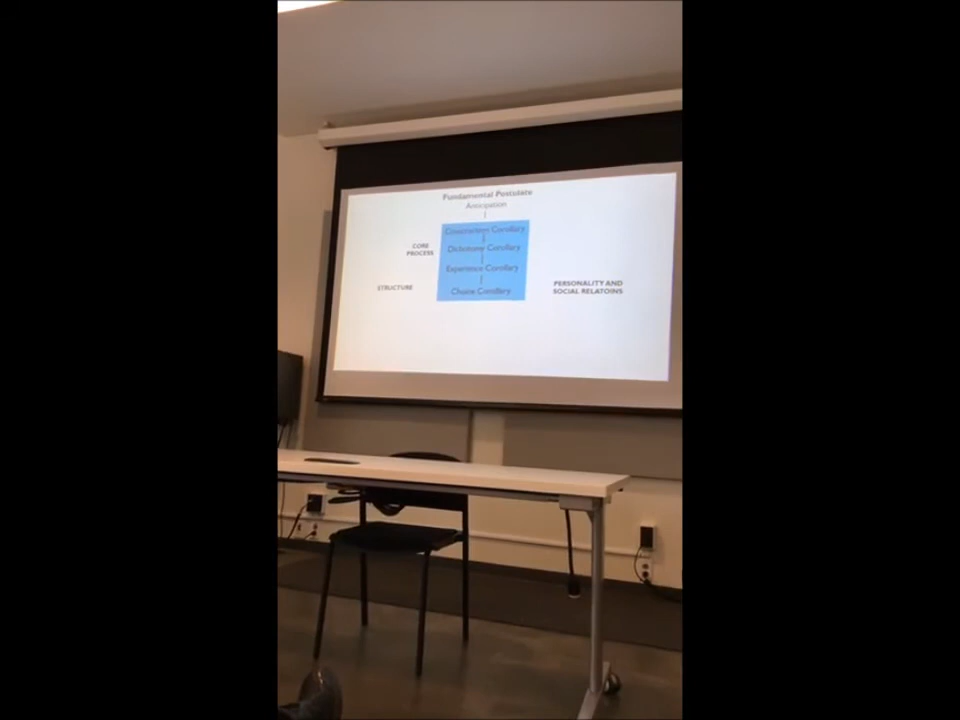 Fundamental Postulate
Anticipation
Construction Corollary
CORE
PROCESS
Dichotomy Corollary
Experience Corollary
STRUCTURE
Choice Corollary
PERSONALITY AND
SOCIAL RELATOINS